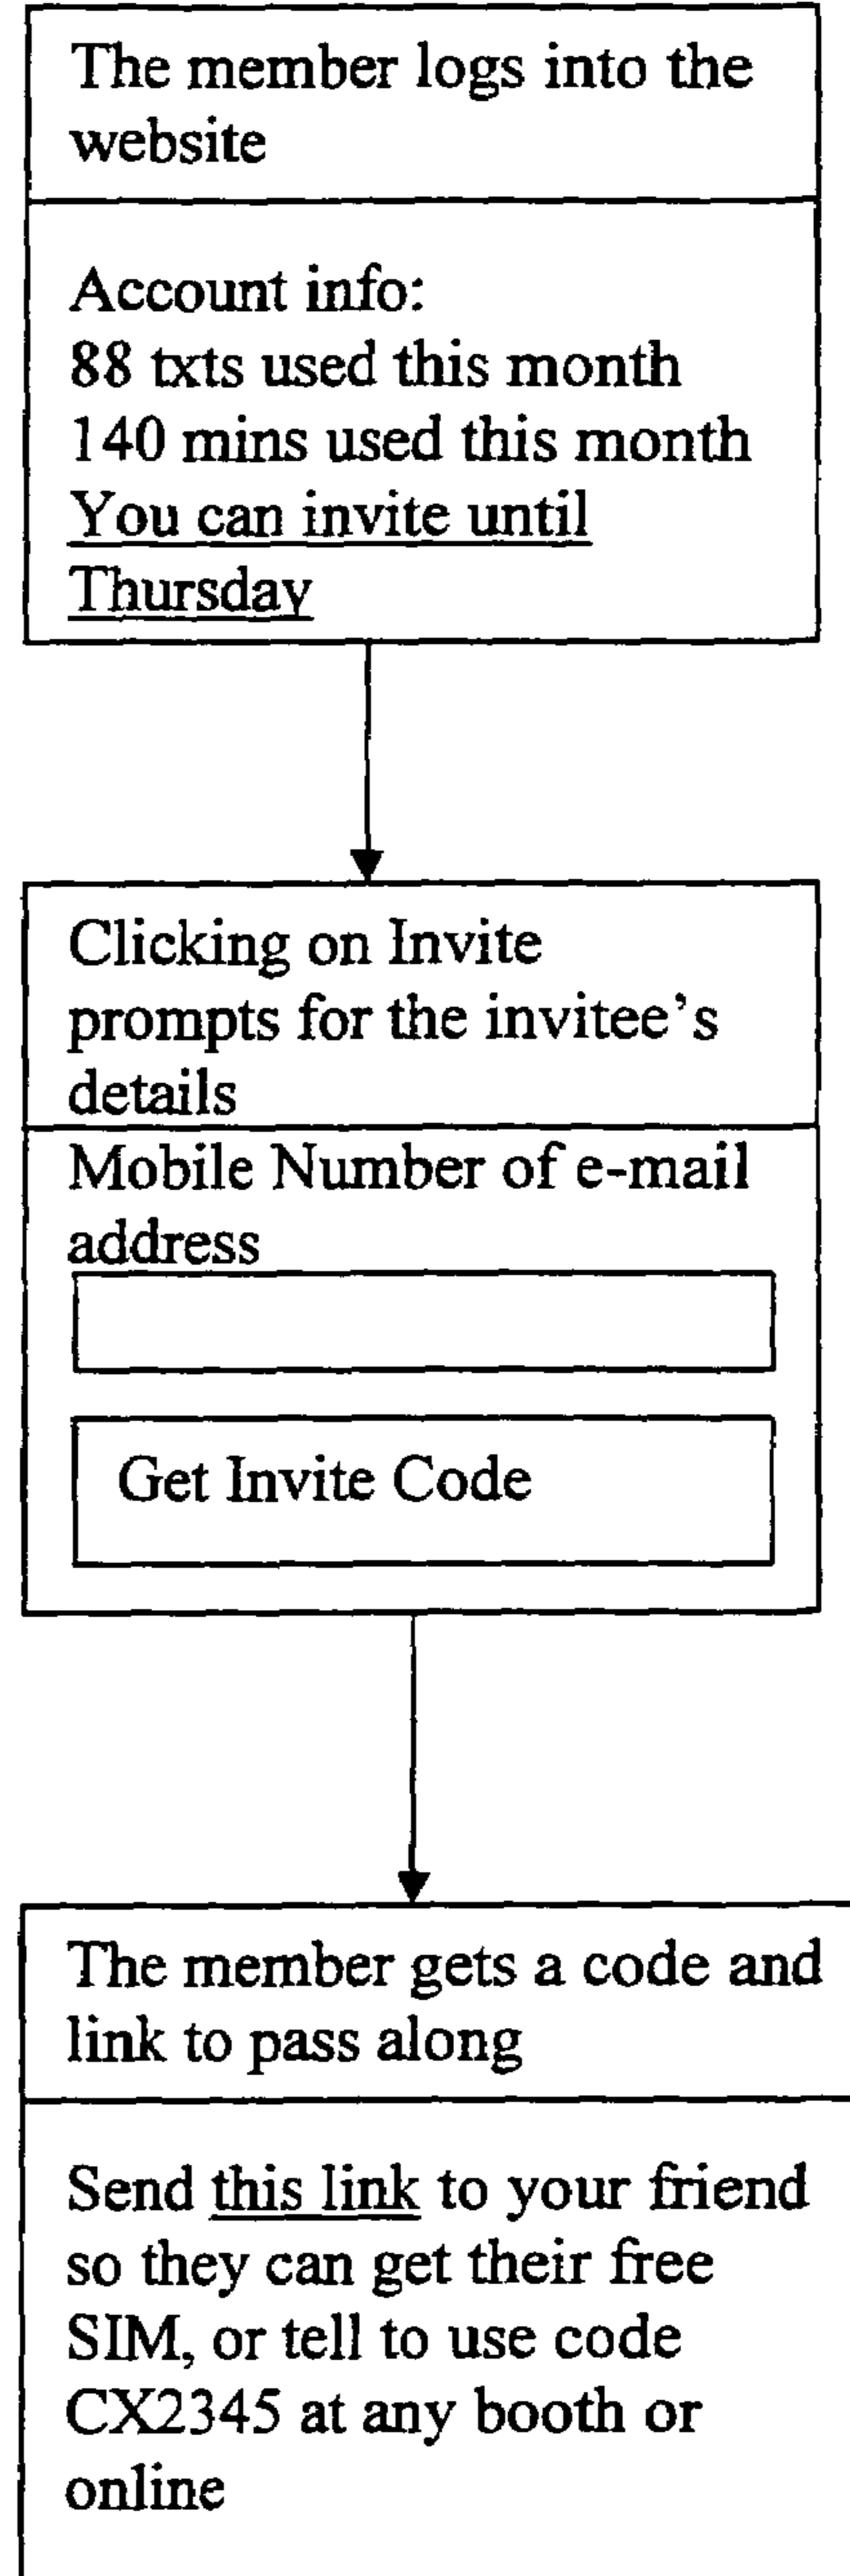 The member logs into the
website
Account info:
88 txts used this month
140 mins used this month
You can invite until
Thursday
Clicking on Invite
prompts for the invitee's
details
Mobile Number of e-mail
address
Get Invite Code
The member gets a code and
link to pass along
Send this link to your friend
so they can get their free
SIM, or tell to use code
CX2345 at any booth or
online